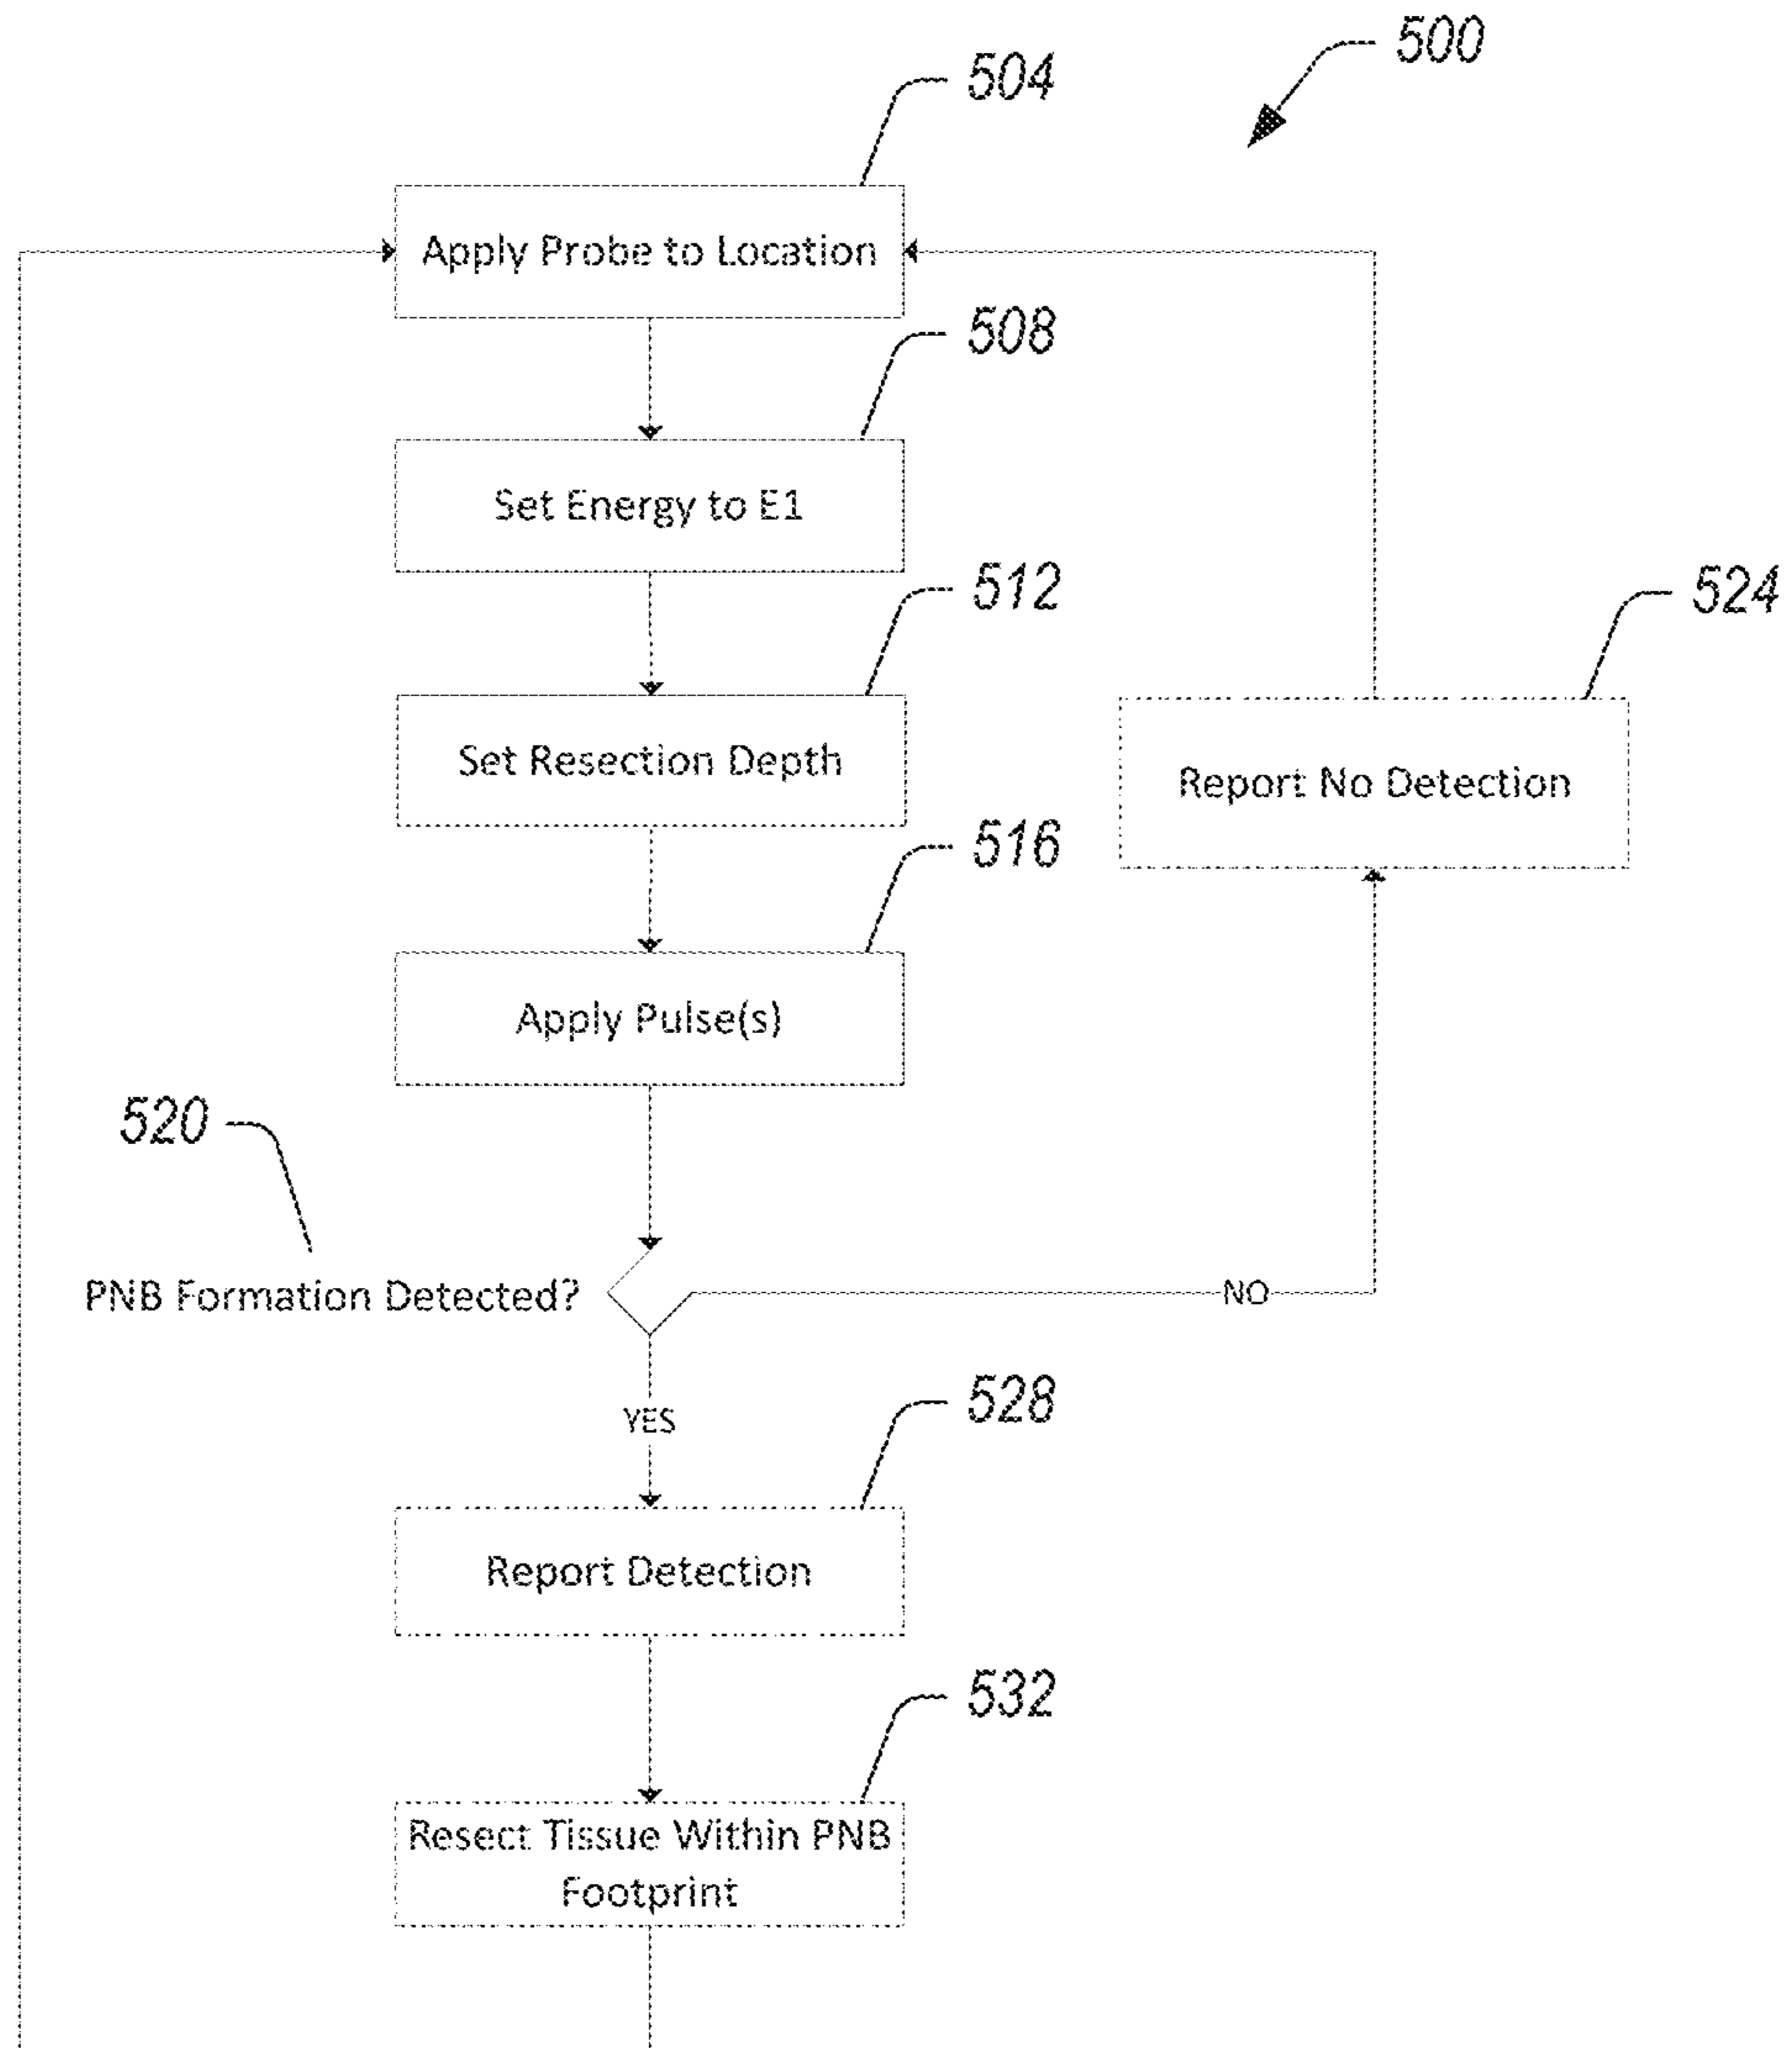 500
504
Apply Probe to Location
508
Set Energy to E1
512
Set Resection Depth
524
Report No Detection
516
Apply Pulse(s)
520
PNB Formation Detected?
NO
YES
528
Report Detection
532
Resect Tissue Within PNB
Footprint